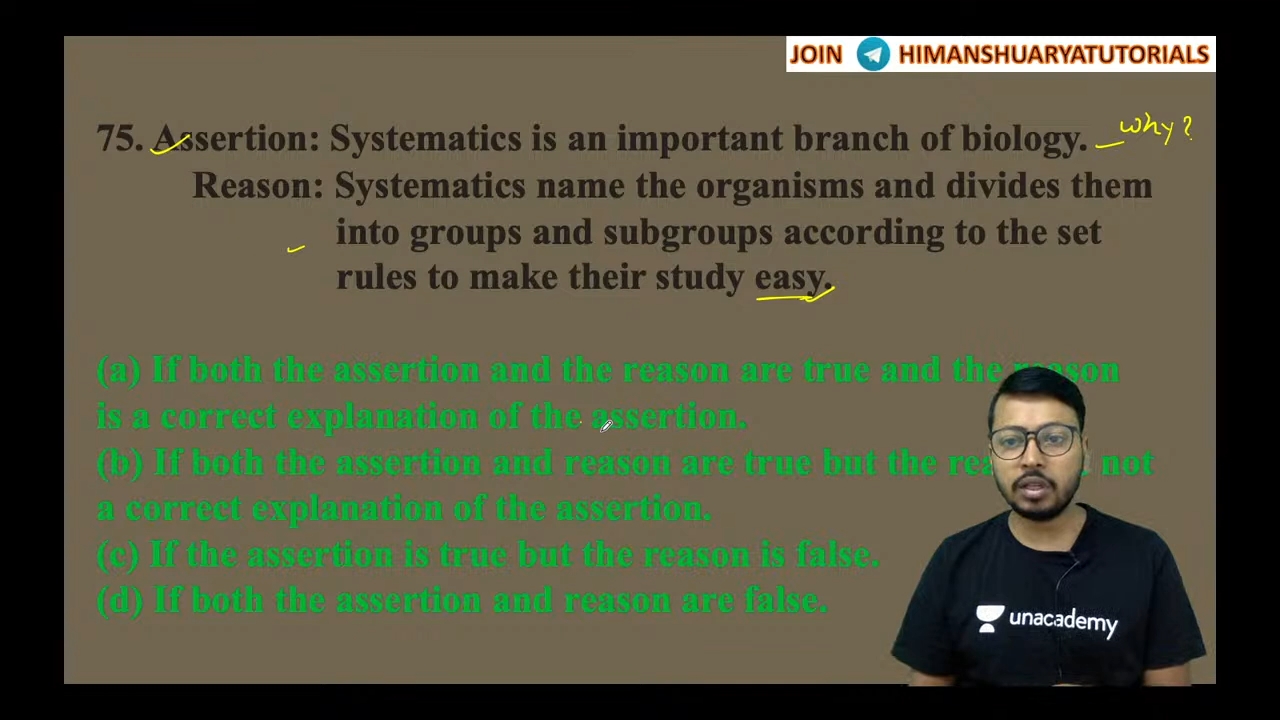 JOIN HIMANSHUARYATUTORIALS
75. Assertion: Systematics is an important branch of biology. why?
Reason: Systematics name the organisms and divides them
into groups and subgroups according to the set
rules to make their study easy.
(a) If both the assertion and the reason are true and the reason
is a correct explanation of the assertion.
(b) If both the assertion and reason are true but the rea not
a correct explanation of the assertion.
(c) If the assertion is true but the reason is false.
(d) If both the assertion and reason are false.
unacademy